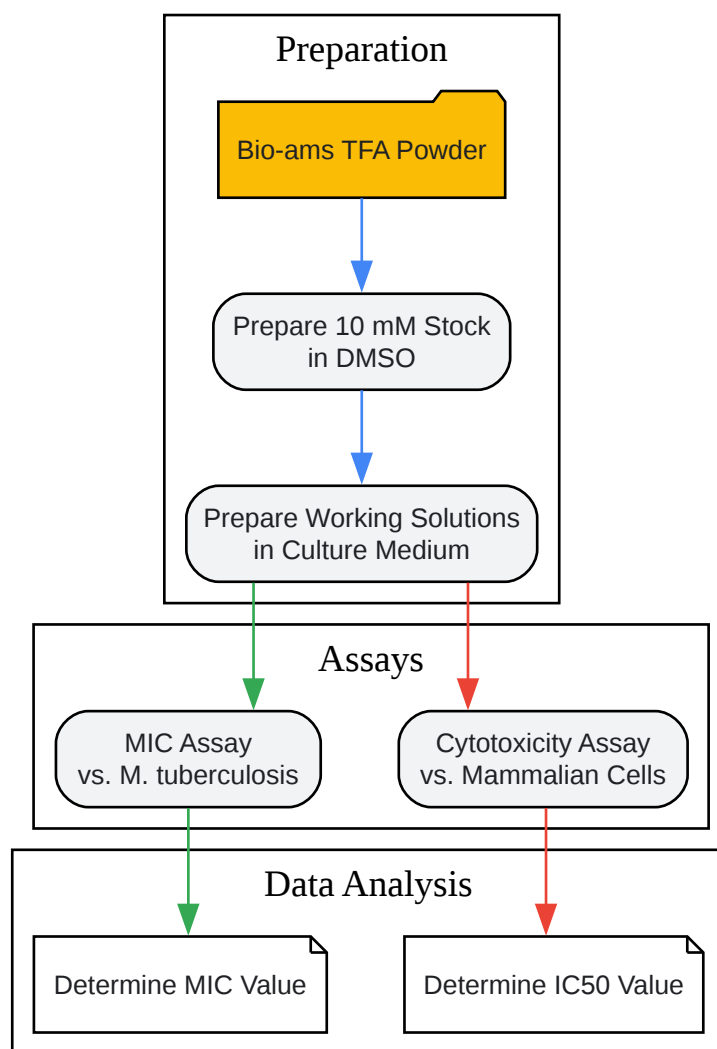 Preparation
Bio-ams TFA Powder
Prepare 10 mM Stock
in DMSO
Prepare Working Solutions
in Culture Medium
Assays
MIC Assay
vs. M. tuberculosis
Cytotoxicity Assay
vs. Mammalian Cells
Data Analysis
Determine MIC Value
Determine IC50 Value